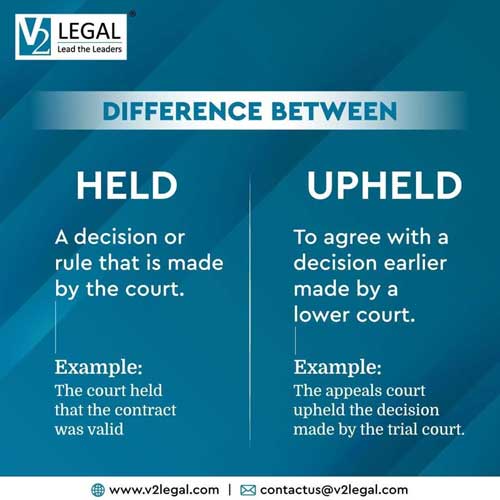 V2 LEGAL ®
Lead the Leaders
DIFFERENCE BETWEEN
HELD
A decision or
rule that is made
by the court.
Example:
The court held
that the contract
was valid
UPHELD
To agree with a
decision earlier
made by a
lower court.
Example:
The appeals court
upheld the decision
made by the trial court.
www.v2legal.com | contactus@v2legal.com